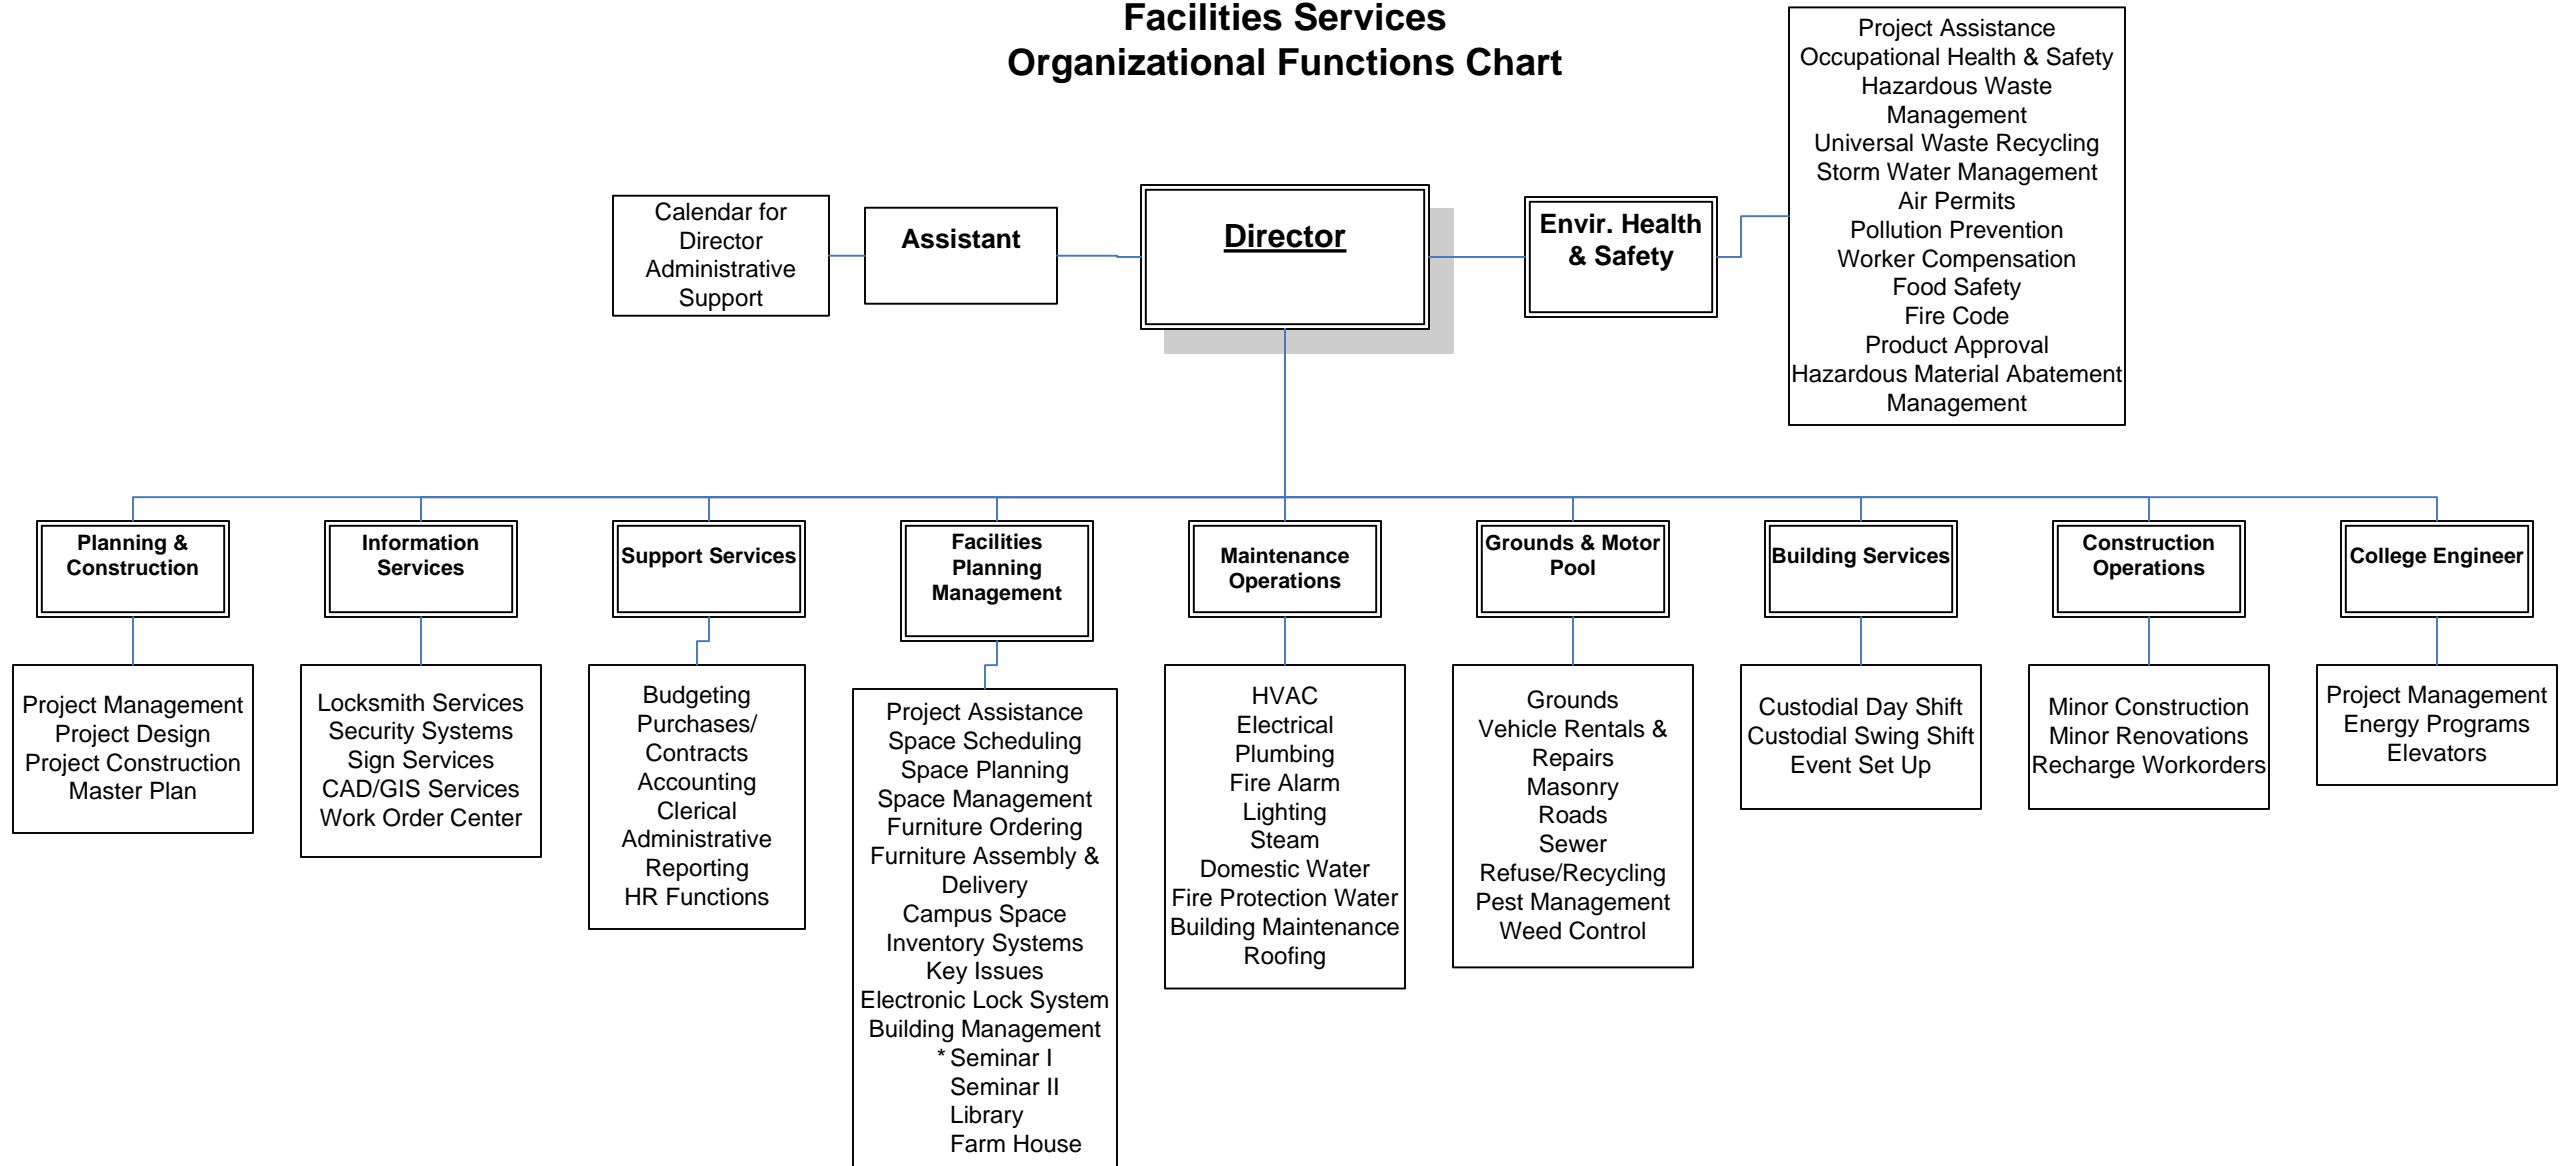 Facilities Services
Organizational Functions Chart
Project Assistance
Occupational Health & Safety
Hazardous Waste
Management
Universal Waste Recycling
Storm Water Management
Air Permits
Pollution Prevention
Worker Compensation
Food Safety
Fire Code
Product Approval
Hazardous Material Abatement
Management
Calendar for
Director
Administrative
Support
Assistant
Director
Envir. Health
& Safety
Planning &
Construction
Information
Services
Support Services
Facilities
Planning
Management
Maintenance
Operations
Grounds & Motor
Pool
Building Services
Construction
Operations
College Engineer
Project Management
Project Design
Project Construction
Master Plan
Locksmith Services
Security Systems
Sign Services
CAD/GIS Services
Work Order Center
Budgeting
Purchases/
Contracts
Accounting
Clerical
Administrative
Reporting
HR Functions
Project Assistance
Space Scheduling
Space Planning
Space Management
Furniture Ordering
Furniture Assembly &
Delivery
Campus Space
Inventory Systems
Key Issues
Electronic Lock System
Building Management
* Seminar I
Seminar II
Library
Farm House
HVAC
Electrical
Plumbing
Fire Alarm
Lighting
Steam
Domestic Water
Fire Protection Water
Building Maintenance
Roofing
Grounds
Vehicle Rentals &
Repairs
Masonry
Roads
Sewer
Refuse/Recycling
Pest Management
Weed Control
Custodial Day Shift
Custodial Swing Shift
Event Set Up
Minor Construction
Minor Renovations
Recharge Workorders
Project Management
Energy Programs
Elevators